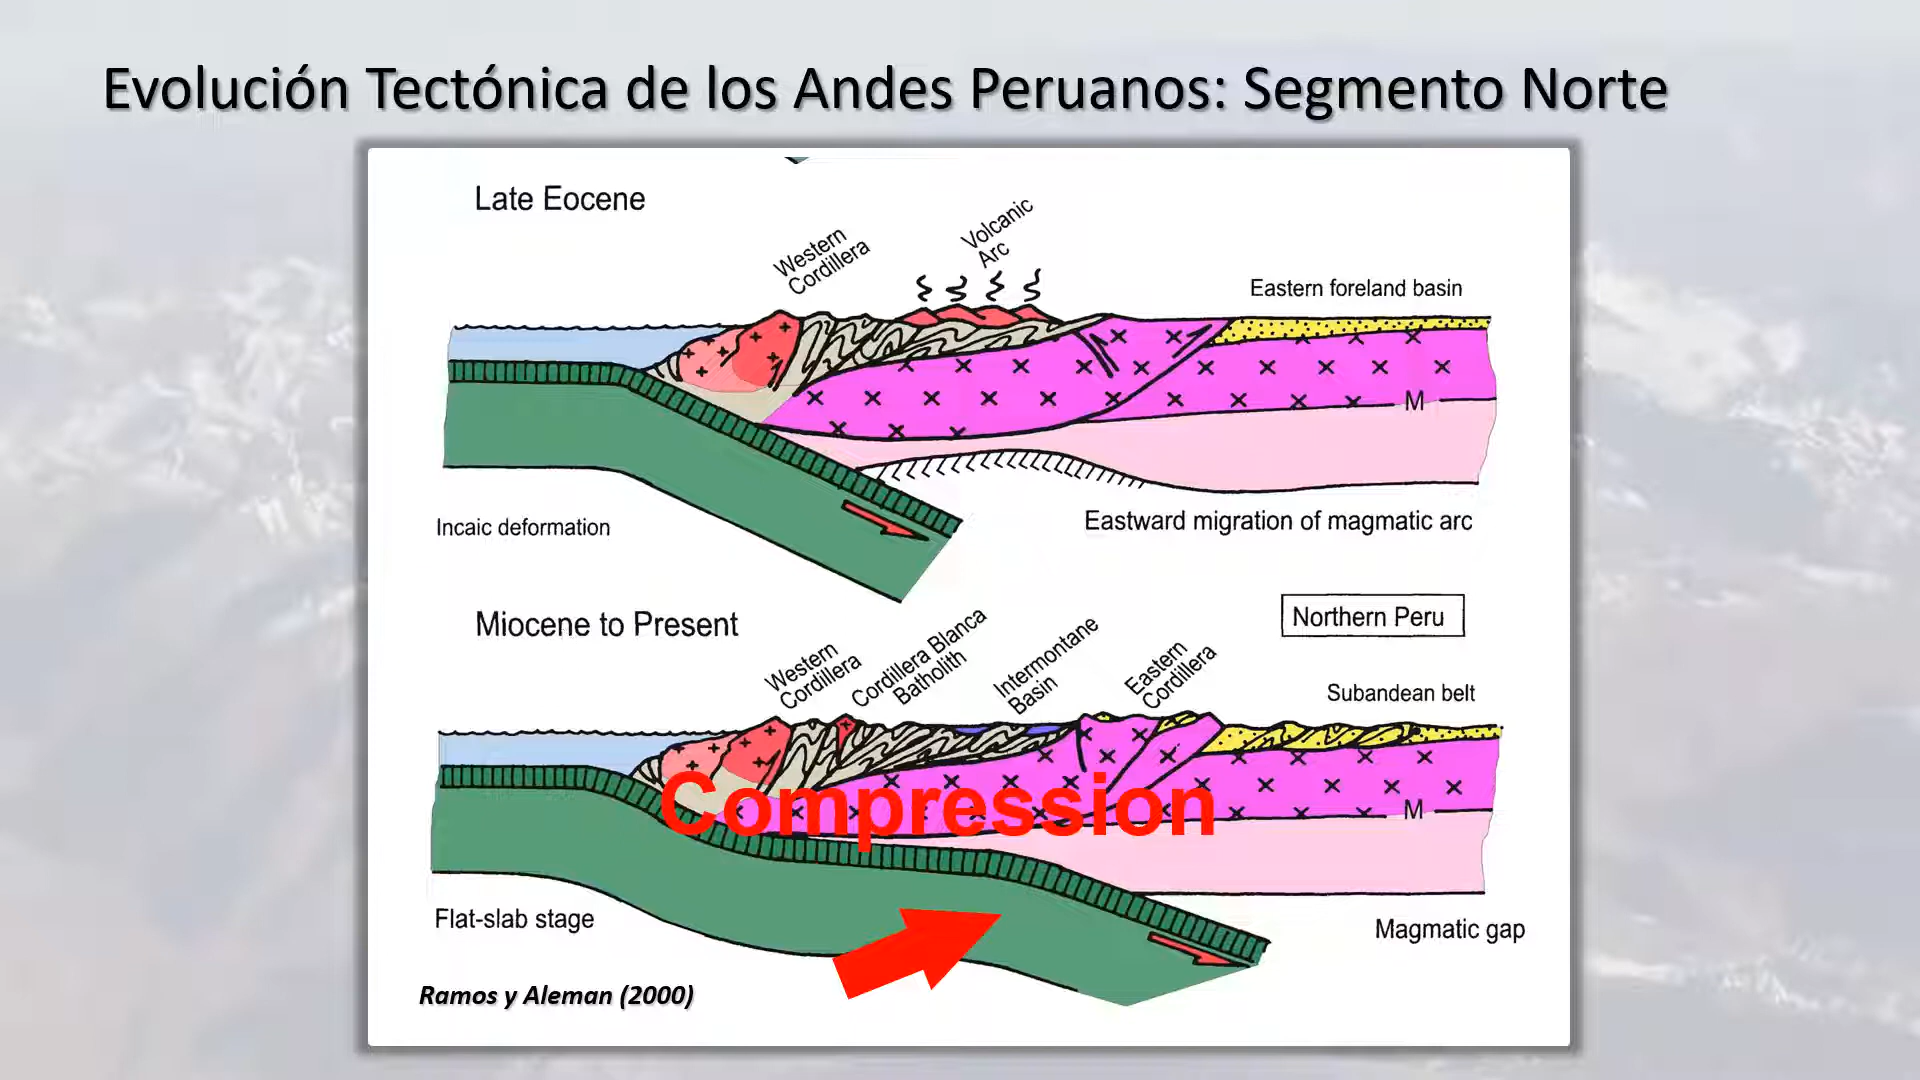 Evolución Tectónica de los Andes Peruanos: Segmento Norte
Late Eocene
Western
Cordillera
Volcanic
Arc
Eastern foreland basin
M
Incaic deformation
Eastward migration of magmatic arc
Miocene to Present
Northern Peru
Western
Cordillera
Cordillera Blanca
Batholith
Intermontane
Basin
Eastern
Cordillera
Subandean belt
Compression
M
Flat-slab stage
Magmatic gap
Ramos y Aleman (2000)